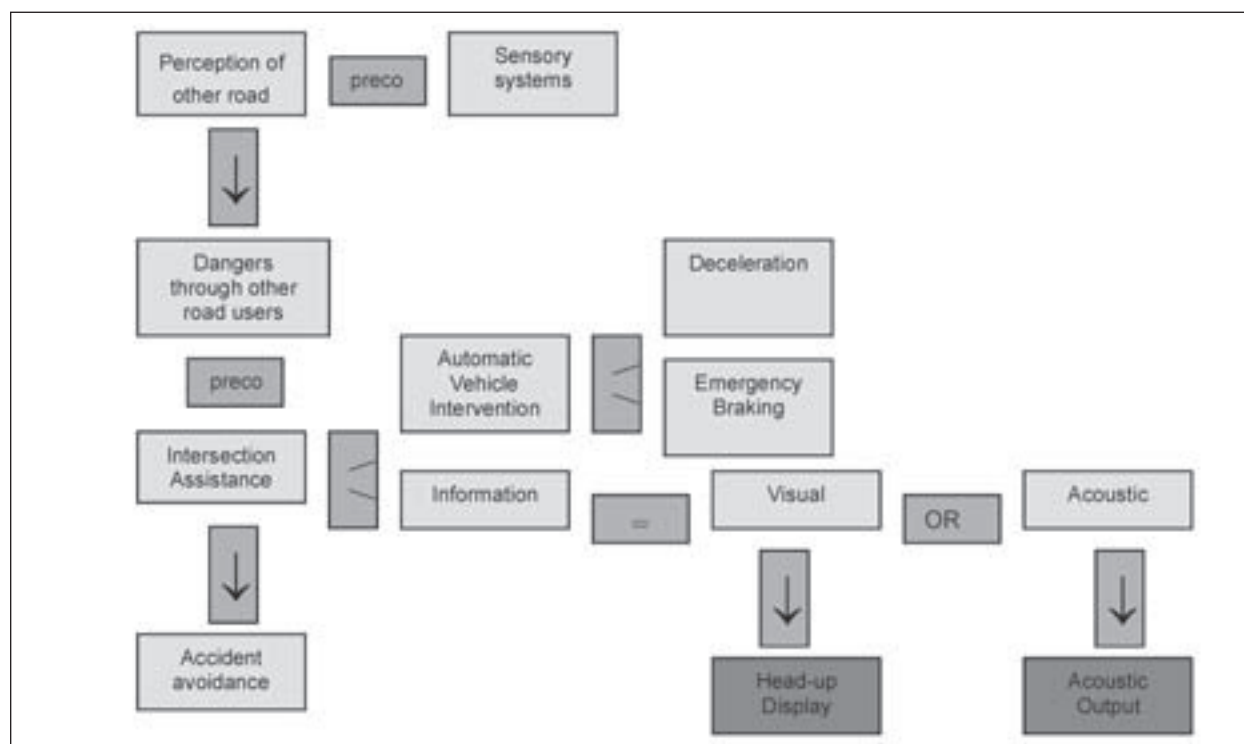 Perception of
other road
preco
Sensory
systems
↓
Dangers
through other
road users
Deceleration
preco
Automatic
Vehicle
Intervention
Emergency
Braking
Intersection
Assistance
Information
=
Visual
OR
Acoustic
↓
↓
↓
Accident
avoidance
Head-up
Display
Acoustic
Output